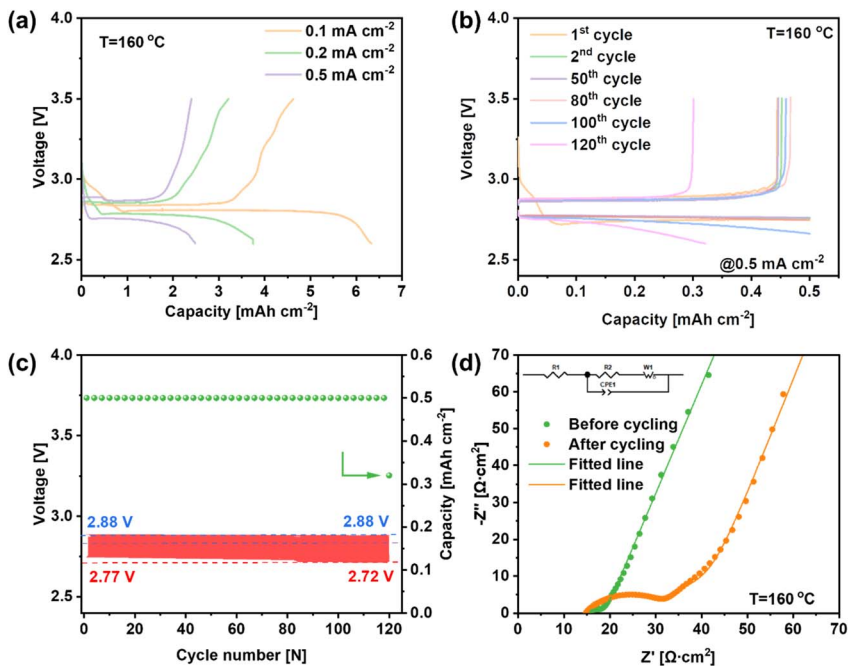 (a)
T=160 °C
0.1 mA cm⁻²
0.2 mA cm⁻²
0.5 mA cm⁻²
4.0
3.5
3.0
2.5
Voltage [V]
0 1 2 3 4 5 6 7
Capacity [mAh cm⁻²]
(b)
T=160 °C
1ˢᵗ cycle
2ⁿᵈ cycle
50ᵗʰ cycle
80ᵗʰ cycle
100ᵗʰ cycle
120ᵗʰ cycle
@0.5 mA cm⁻²
4.0
3.5
3.0
2.5
Voltage [V]
0.0 0.1 0.2 0.3 0.4 0.5
Capacity [mAh cm⁻²]
(c)
4.0
3.5
3.0
2.5
Voltage [V]
2.88 V
2.88 V
2.77 V
2.72 V
0.6
0.5
0.4
0.3
0.2
0.1
0.0
Capacity [mAh cm⁻²]
0 20 40 60 80 100 120
Cycle number [N]
(d)
R1
R2
W1
CPE1
Before cycling
After cycling
Fitted line
Fitted line
T=160 °C
70
60
50
40
30
20
10
0
-Z'' [Ω·cm²]
0 10 20 30 40 50 60 70
Z' [Ω·cm²]